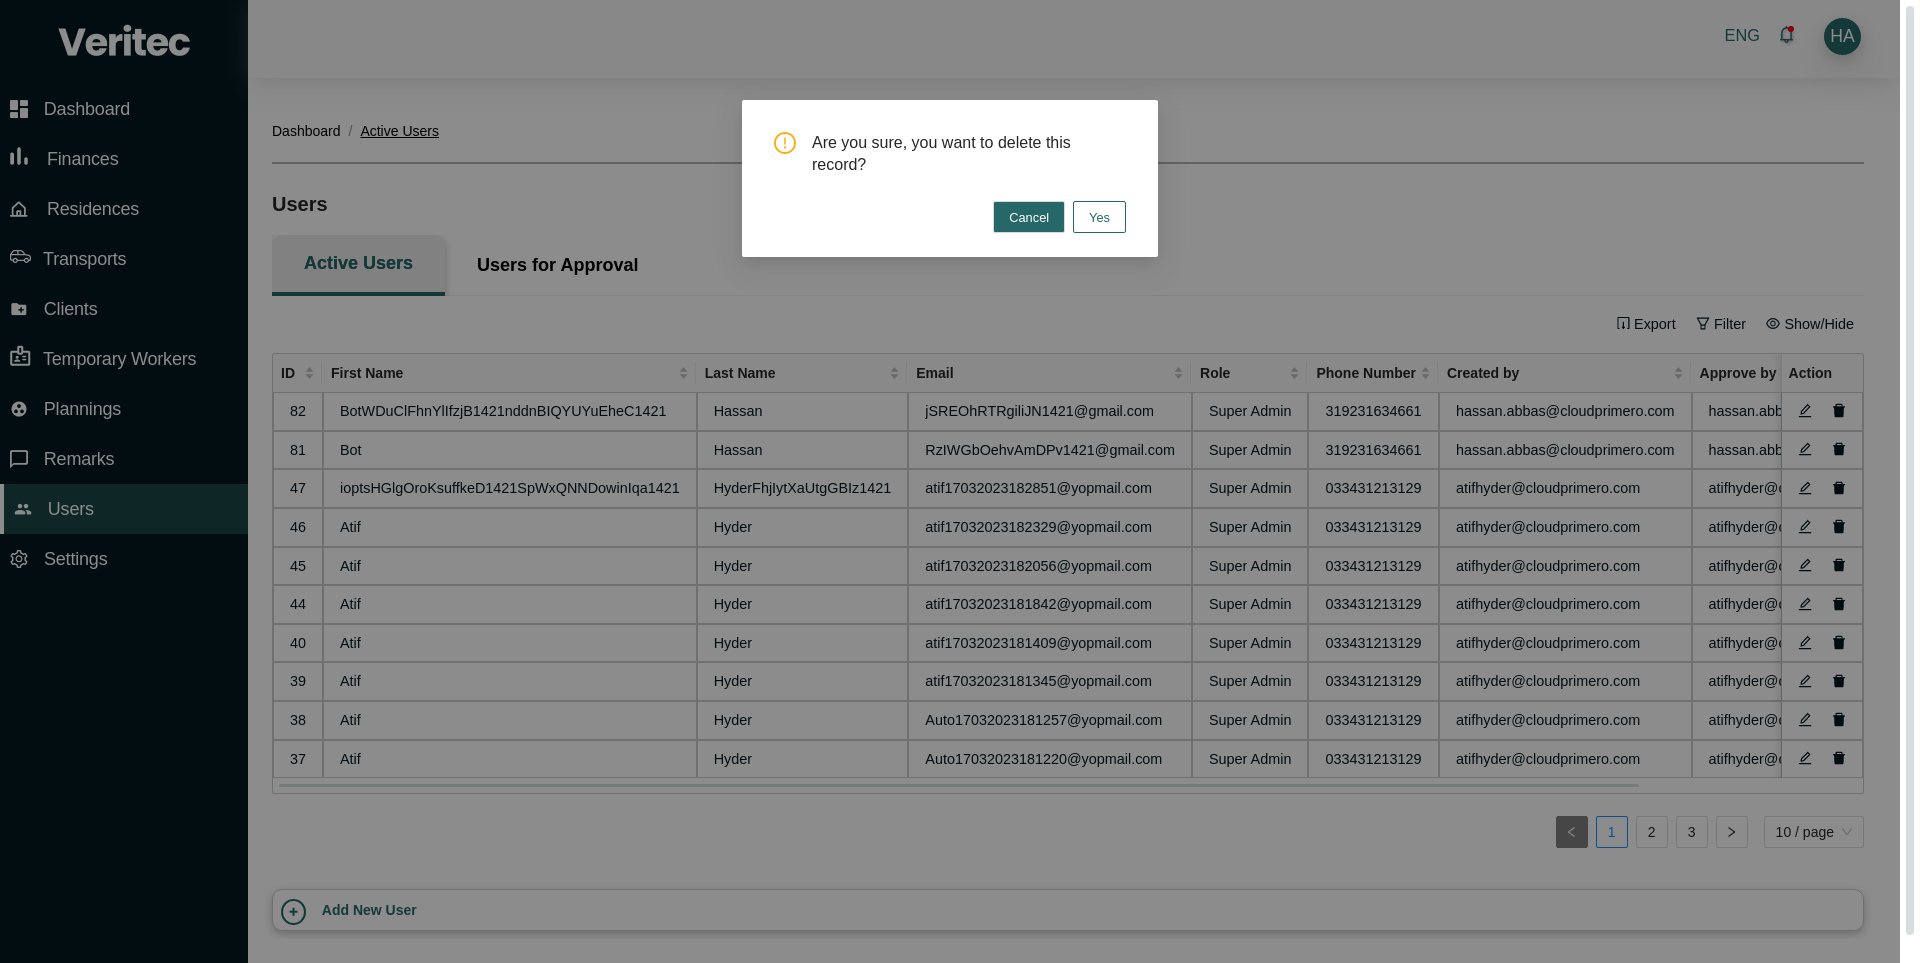 Veritec
Dashboard
Finances
Residences
Transports
Clients
Temporary Workers
Plannings
Remarks
Users
Settings
ENG
HA
Dashboard / Active Users
Are you sure, you want to delete this
record?
Cancel Yes
Users
Active Users Users for Approval
Export Filter Show/Hide
ID First Name Last Name Email Role Phone Number Created by Approve by Action
82 BotWDuClFhnYlIfzjB1421nddnBIQYUYuEheC1421 Hassan jSREOhRTRgiliJN1421@gmail.com Super Admin 319231634661 hassan.abbas@cloudprimero.com hassan.abb
81 Bot Hassan RzIWGbOehvAmDPv1421@gmail.com Super Admin 319231634661 hassan.abbas@cloudprimero.com hassan.abb
47 ioptsHGlgOroKsuffkeD1421SpWxQNNDowinIqa1421 HyderFhjIytXaUtgGBIz1421 atif17032023182851@yopmail.com Super Admin 033431213129 atifhyder@cloudprimero.com atifhyder@c
46 Atif Hyder atif17032023182329@yopmail.com Super Admin 033431213129 atifhyder@cloudprimero.com atifhyder@c
45 Atif Hyder atif17032023182056@yopmail.com Super Admin 033431213129 atifhyder@cloudprimero.com atifhyder@c
44 Atif Hyder atif17032023181842@yopmail.com Super Admin 033431213129 atifhyder@cloudprimero.com atifhyder@c
40 Atif Hyder atif17032023181409@yopmail.com Super Admin 033431213129 atifhyder@cloudprimero.com atifhyder@c
39 Atif Hyder atif17032023181345@yopmail.com Super Admin 033431213129 atifhyder@cloudprimero.com atifhyder@c
38 Atif Hyder Auto17032023181257@yopmail.com Super Admin 033431213129 atifhyder@cloudprimero.com atifhyder@c
37 Atif Hyder Auto17032023181220@yopmail.com Super Admin 033431213129 atifhyder@cloudprimero.com atifhyder@c
1 2 3 10 / page
Add New User